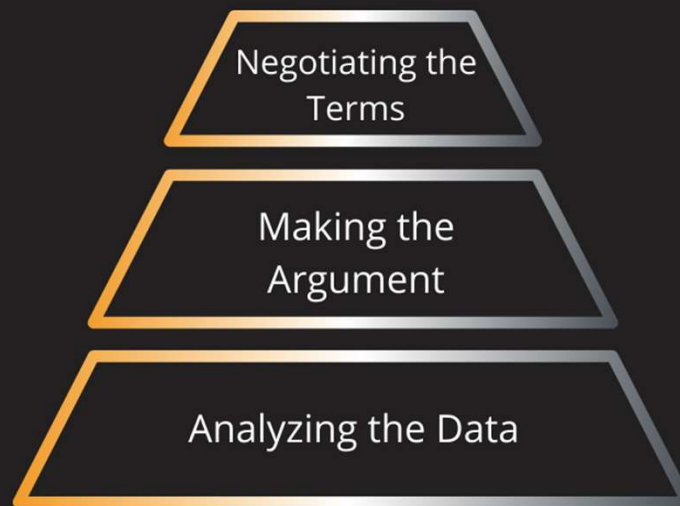 Negotiating the
Terms
Making the
Argument
Analyzing the Data